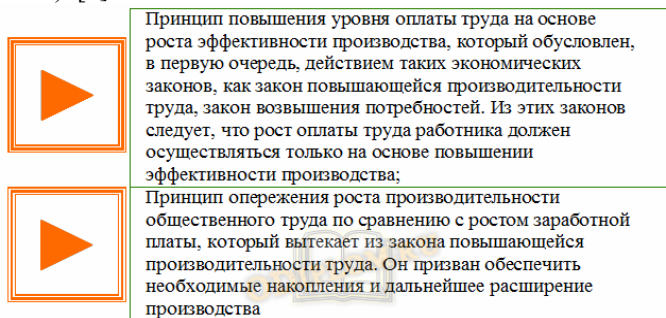 Принцип повышения уровня оплаты труда на основе
роста эффективности производства, который обусловлен,
в первую очередь, действием таких экономических
законов, как закон повышающейся производительности
труда, закон возвышения потребностей. Из этих законов
следует, что рост оплаты труда работника должен
осуществляться только на основе повышении
эффективности производства;
Принцип опережения роста производительности
общественного труда по сравнению с ростом заработной
платы, который вытекает из закона повышающейся
производительности труда. Он призван обеспечить
необходимые накопления и дальнейшее расширение
производства